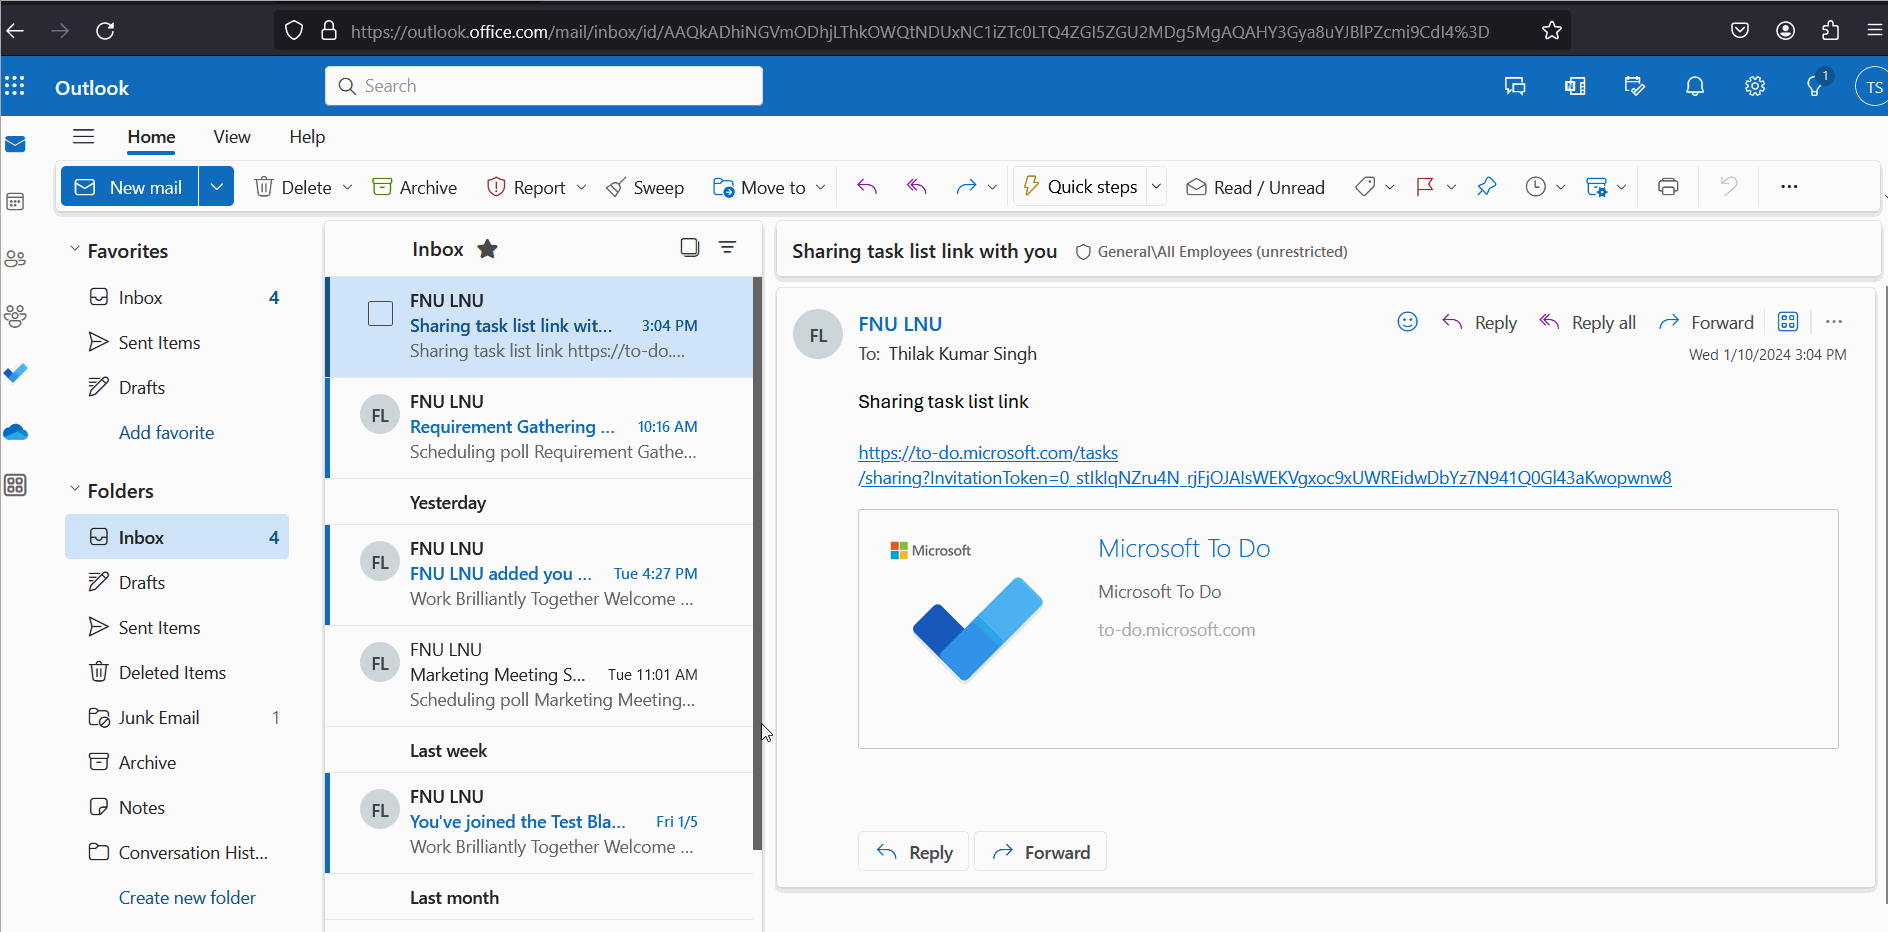 https://outlook.office.com/mail/inbox/id/AAQkADhiNGVmODhjLThkOWQtNDUxNC1iZTc0LTQ4ZGI5ZGU2MDg5MgAQAHY3Gya8uYJBlPZcmi9CdI4%3D
Outlook
Search
1
TS
Home View Help
New mail Delete Archive Report Sweep Move to Quick steps Read / Unread
Favorites
Inbox 4
Sent Items
Drafts
Add favorite
Folders
Inbox 4
Drafts
Sent Items
Deleted Items
Junk Email 1
Archive
Notes
Conversation Hist...
Create new folder
Inbox
FNU LNU
Sharing task list link wit... 3:04 PM
Sharing task list link https://to-do....
FL
FNU LNU
Requirement Gathering ... 10:16 AM
Scheduling poll Requirement Gathe...
Yesterday
FL
FNU LNU
FNU LNU added you ... Tue 4:27 PM
Work Brilliantly Together Welcome ...
FL
FNU LNU
Marketing Meeting S... Tue 11:01 AM
Scheduling poll Marketing Meeting...
Last week
FL
FNU LNU
You've joined the Test Bla... Fri 1/5
Work Brilliantly Together Welcome ...
Last month
Sharing task list link with you General\All Employees (unrestricted)
FL
FNU LNU
Reply Reply all Forward
To: Thilak Kumar Singh
Wed 1/10/2024 3:04 PM
Sharing task list link
https://to-do.microsoft.com/tasks
/sharing?InvitationToken=0_stIkIqNZru4N_rjFjOJAIsWEKVgxoc9xUWREidwDbYz7N941Q0Gl43aKwopwnw8
Microsoft
Microsoft To Do
Microsoft To Do
to-do.microsoft.com
Reply Forward